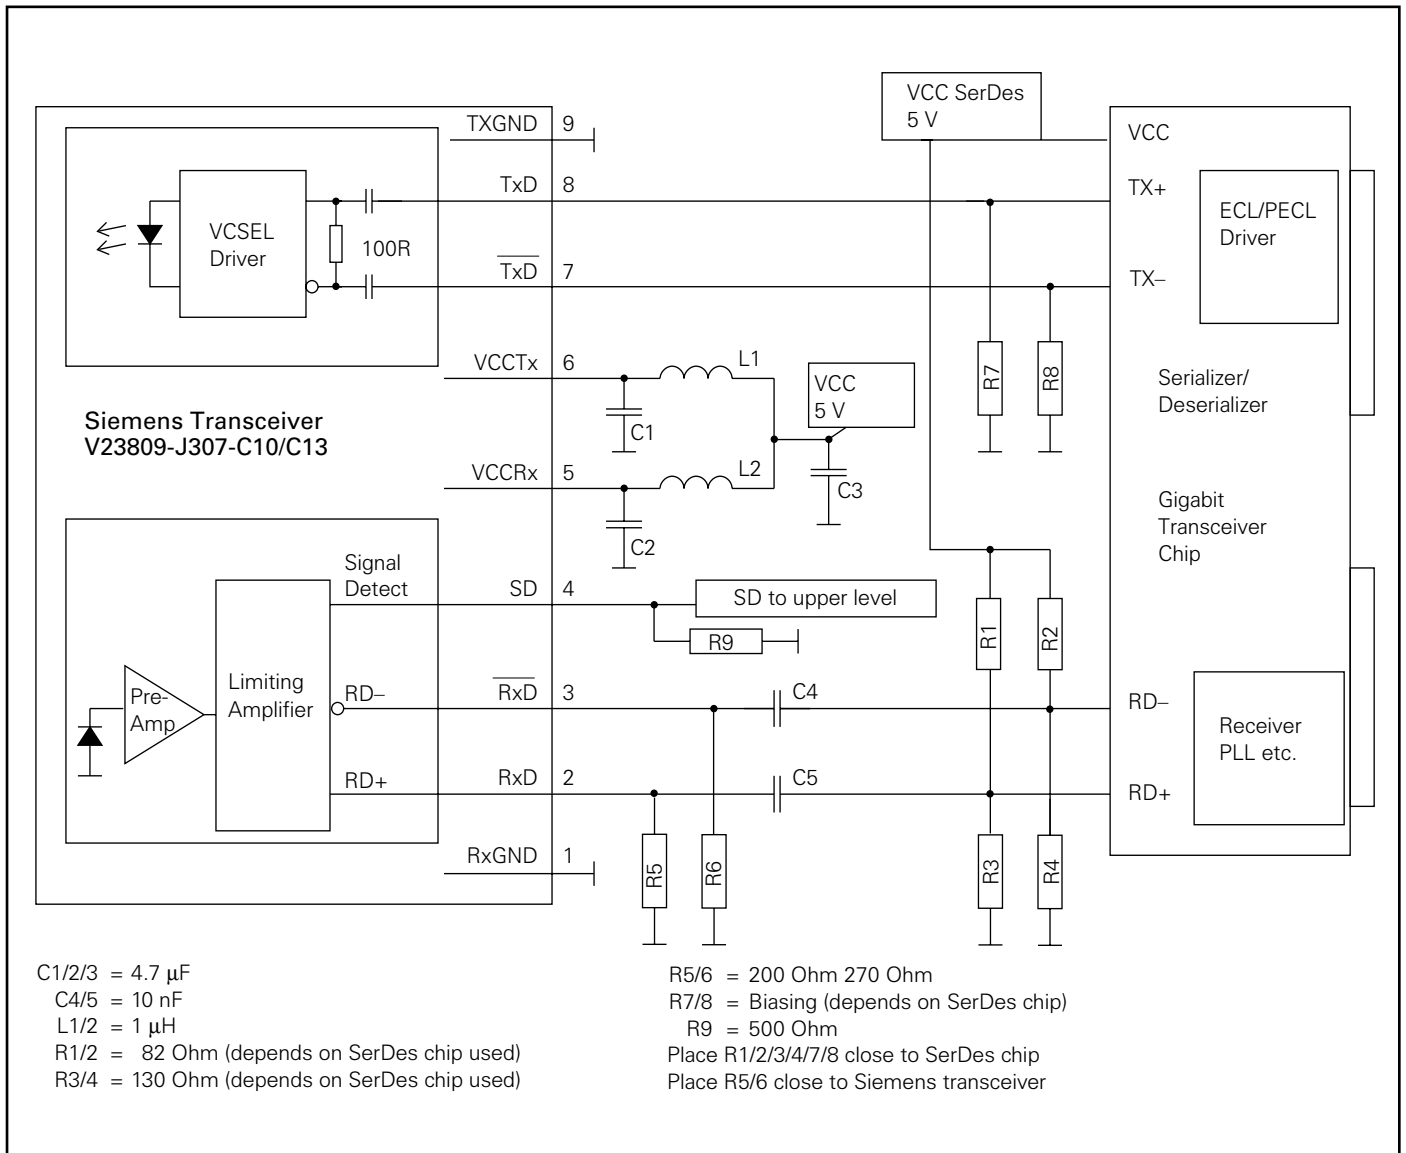 VCC SerDes
5 V
TXGND 9
VCC
TxD 8
TX+
VCSEL
Driver
100R
ECL/PECL
Driver
TxD 7
TX–
VCCTx 6
L1
VCC
5 V
R7
R8
Serializer/
Deserializer
C1
Siemens Transceiver
V23809-J307-C10/C13
VCCRx 5
L2
C3
Gigabit
Transceiver
Chip
C2
Signal
Detect
SD 4
SD to upper level
R9
R1
R2
Pre-
Amp
Limiting
Amplifier
RD–
RxD 3
C4
RD–
Receiver
PLL etc.
RD+
RxD 2
C5
RD+
RxGND 1
R5
R6
R3
R4
C1/2/3 = 4.7 µF
C4/5 = 10 nF
L1/2 = 1 µH
R1/2 = 82 Ohm (depends on SerDes chip used)
R3/4 = 130 Ohm (depends on SerDes chip used)
R5/6 = 200 Ohm 270 Ohm
R7/8 = Biasing (depends on SerDes chip)
R9 = 500 Ohm
Place R1/2/3/4/7/8 close to SerDes chip
Place R5/6 close to Siemens transceiver